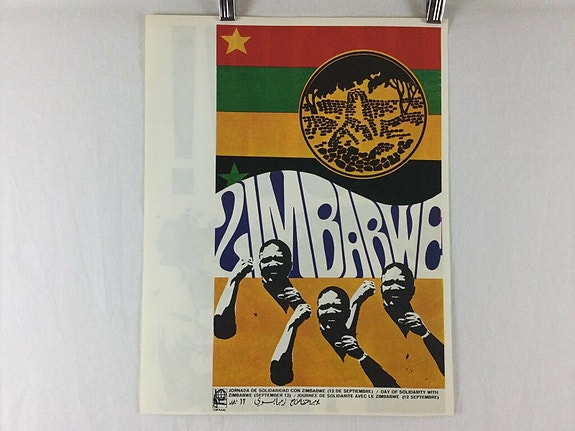 ZIMBABWE
JORNADA DE SOLIDARIDAD CON ZIMBABWE (12 DE SEPTIEMBRE) / DAY OF SOLIDARITY WITH
ZIMBABWE (SEPTEMBER 12) / JOURNEE DE SOLIDARITE AVEC LE ZIMBABWE (12 SEPTEMBRE)